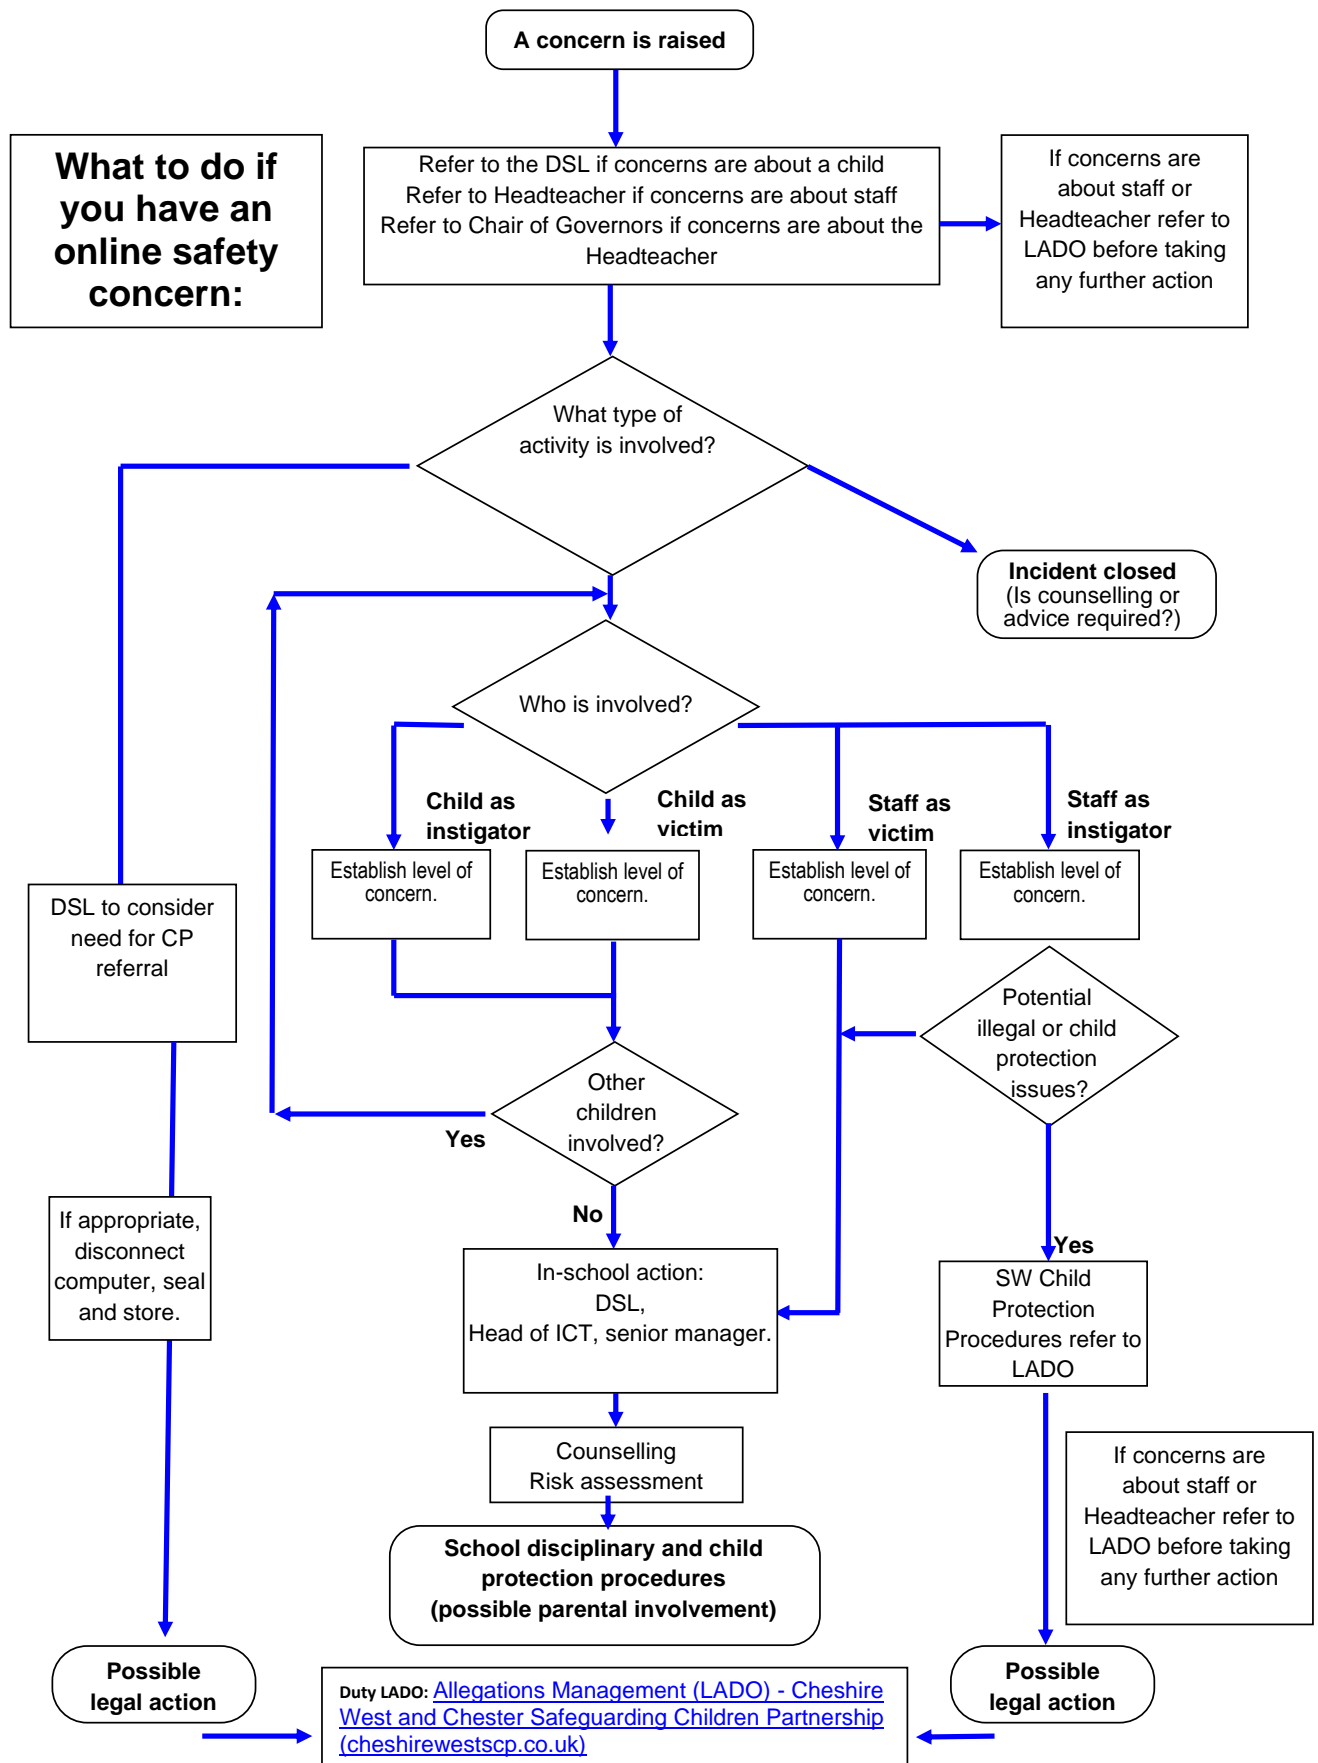 A concern is raised
What to do if
you have an
online safety
concern:
Refer to the DSL if concerns are about a child
Refer to Headteacher if concerns are about staff
Refer to Chair of Governors if concerns are about the
Headteacher
If concerns are
about staff or
Headteacher refer to
LADO before taking
any further action
What type of
activity is involved?
Incident closed
(Is counselling or
advice required?)
Who is involved?
Child as
instigator
Child as
victim
Staff as
victim
Staff as
instigator
Establish level of
concern.
Establish level of
concern.
Establish level of
concern.
Establish level of
concern.
DSL to consider
need for CP
referral
Potential
illegal or child
protection
issues?
Other
children
involved?
Yes
No
If appropriate,
disconnect
computer, seal
and store.
In-school action:
DSL,
Head of ICT, senior manager.
Yes
SW Child
Protection
Procedures refer to
LADO
Counselling
Risk assessment
If concerns are
about staff or
Headteacher refer to
LADO before taking
any further action
School disciplinary and child
protection procedures
(possible parental involvement)
Possible
legal action
Possible
legal action
Duty LADO: Allegations Management (LADO) - Cheshire
West and Chester Safeguarding Children Partnership
(cheshirewestscp.co.uk)